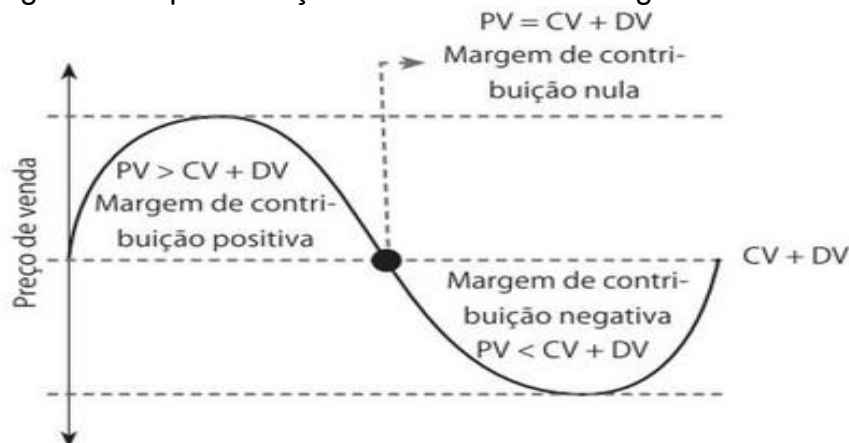 PV = CV + DV
Margem de contri-
buição nula
Preço de venda
PV > CV + DV
Margem de contri-
buição positiva
CV + DV
Margem de contri-
buição negativa
PV < CV + DV